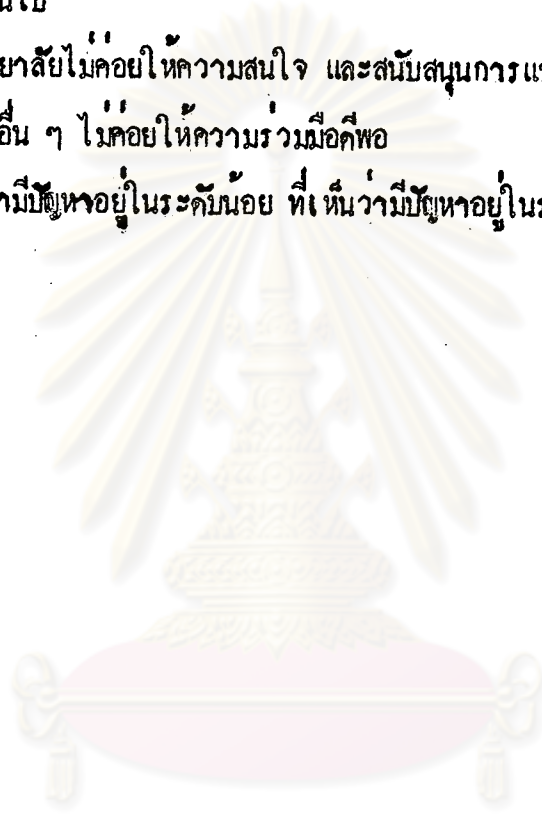 นไป
ยาลัยไม่ค่อยให้ความสนใจ และสนับสนุนการแ
อื่น ๆ ไม่ค่อยให้ความร่วมมือดีพอ
ามีปัญหาอยู่ในระดับน้อย ที่เห็นว่ามีปัญหาอยู่ในร